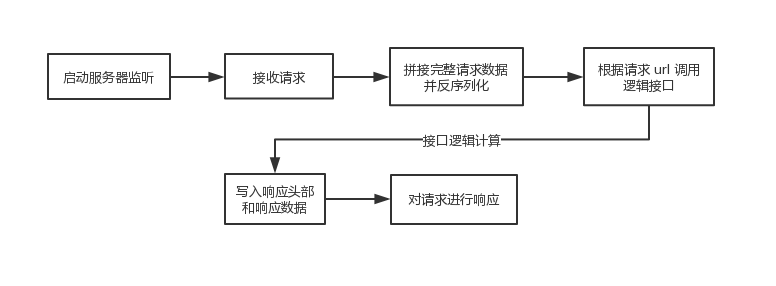 启动服务器监听
接收请求
拼接完整请求数据
并反序列化
根据请求 url 调用
逻辑接口
接口逻辑计算
写入响应头部
和响应数据
对请求进行响应